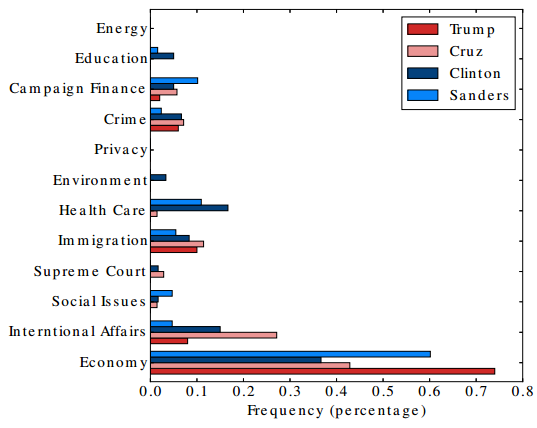 Energy
Education
Campaign Finance
Crime
Privacy
Environment
Health Care
Immigration
Supreme Court
Social Issues
Interntional Affairs
Economy
Trump
Cruz
Clinton
Sanders
0.0 0.1 0.2 0.3 0.4 0.5 0.6 0.7 0.8
Frequency (percentage)